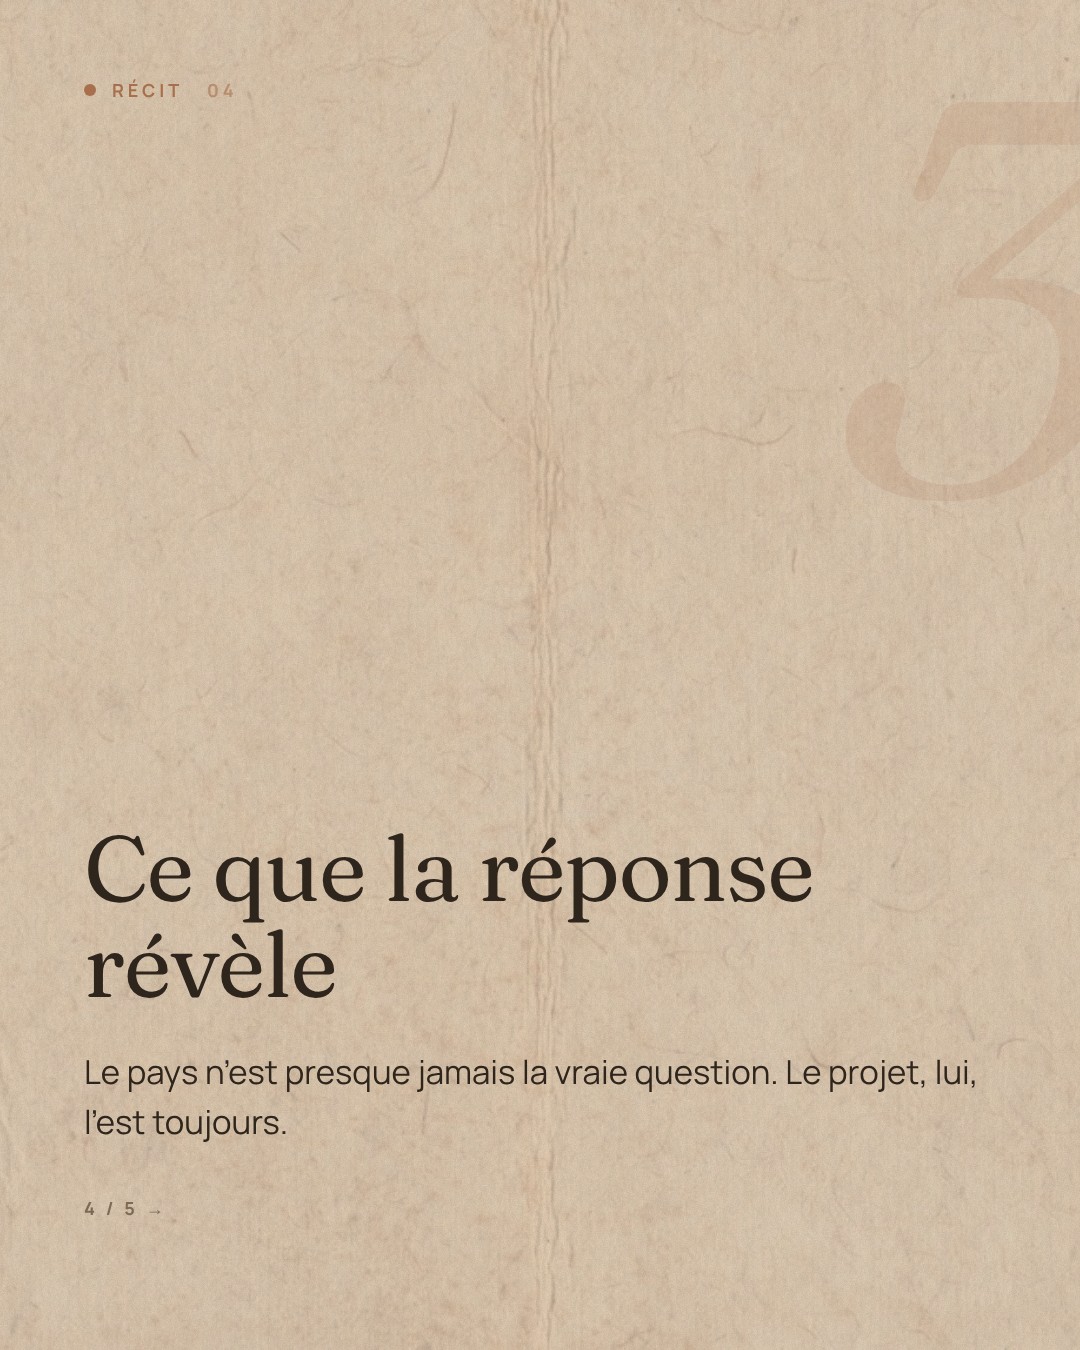 RÉCIT 04
3
Ce que la réponse
révèle
Le pays n’est presque jamais la vraie question. Le projet, lui,
l’est toujours.
4 / 5 →